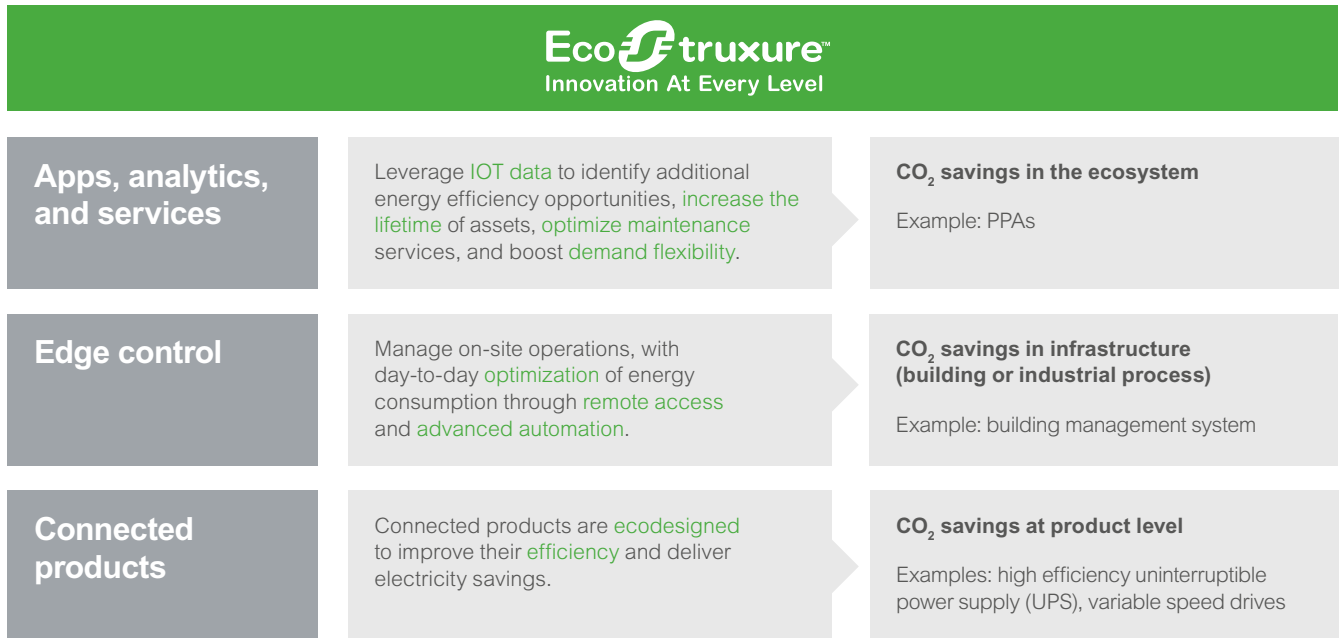 EcoStruxure™
Innovation At Every Level
Apps, analytics,
and services
Leverage IOT data to identify additional
energy efficiency opportunities, increase the
lifetime of assets, optimize maintenance
services, and boost demand flexibility.
CO₂ savings in the ecosystem
Example: PPAs
Edge control
Manage on-site operations, with
day-to-day optimization of energy
consumption through remote access
and advanced automation.
CO₂ savings in infrastructure
(building or industrial process)
Example: building management system
Connected
products
Connected products are ecodesigned
to improve their efficiency and deliver
electricity savings.
CO₂ savings at product level
Examples: high efficiency uninterruptible
power supply (UPS), variable speed drives